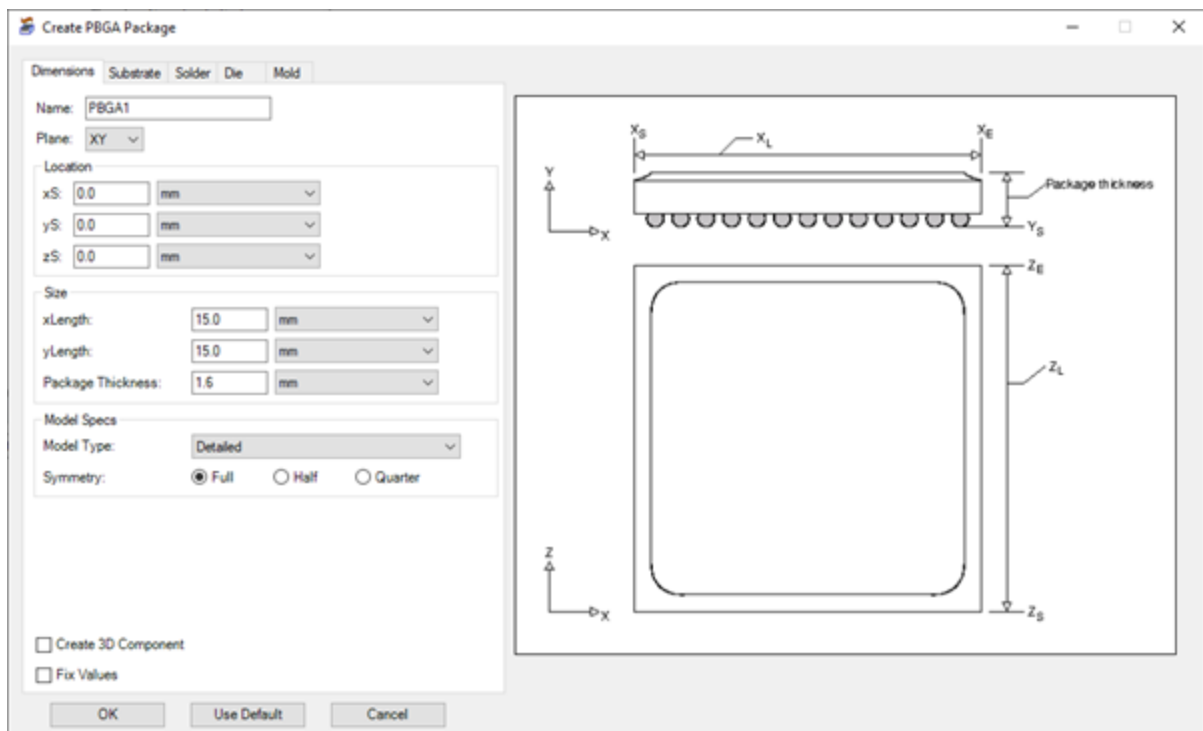 Create PBGA Package
Dimensions Substrate Solder Die Mold
Name: PBGA1
Plane: XY
Location
xS: 0.0 mm
yS: 0.0 mm
zS: 0.0 mm
Size
xLength: 15.0 mm
yLength: 15.0 mm
Package Thickness: 1.6 mm
Model Specs
Model Type: Detailed
Symmetry: Full Half Quarter
Create 3D Component
Fix Values
OK Use Default Cancel
XS XL XE
Y
Package thickness
X
YS
ZE
ZL
Z
X
ZS